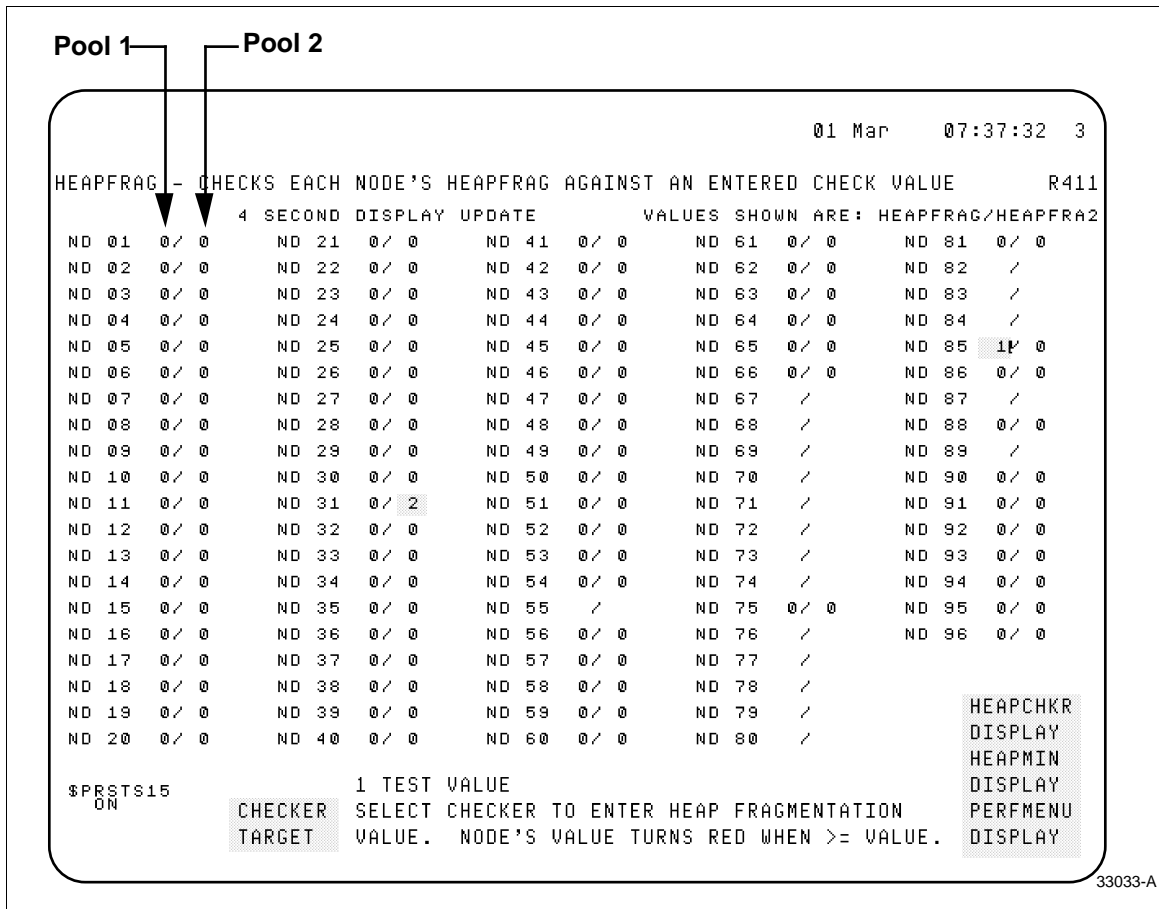 Pool 1 Pool 2
01 Mar 07:37:32 3
HEAPFRAG - CHECKS EACH NODE'S HEAPFRAG AGAINST AN ENTERED CHECK VALUE R411
4 SECOND DISPLAY UPDATE VALUES SHOWN ARE: HEAPFRAG/HEAPFRA2
ND 01 0/ 0 ND 21 0/ 0 ND 41 0/ 0 ND 61 0/ 0 ND 81 0/ 0
ND 02 0/ 0 ND 22 0/ 0 ND 42 0/ 0 ND 62 0/ 0 ND 82 /
ND 03 0/ 0 ND 23 0/ 0 ND 43 0/ 0 ND 63 0/ 0 ND 83 /
ND 04 0/ 0 ND 24 0/ 0 ND 44 0/ 0 ND 64 0/ 0 ND 84 /
ND 05 0/ 0 ND 25 0/ 0 ND 45 0/ 0 ND 65 0/ 0 ND 85 1/ 0
ND 06 0/ 0 ND 26 0/ 0 ND 46 0/ 0 ND 66 0/ 0 ND 86 0/ 0
ND 07 0/ 0 ND 27 0/ 0 ND 47 0/ 0 ND 67 / ND 87 /
ND 08 0/ 0 ND 28 0/ 0 ND 48 0/ 0 ND 68 / ND 88 0/ 0
ND 09 0/ 0 ND 29 0/ 0 ND 49 0/ 0 ND 69 / ND 89 /
ND 10 0/ 0 ND 30 0/ 0 ND 50 0/ 0 ND 70 / ND 90 0/ 0
ND 11 0/ 0 ND 31 0/ 2 ND 51 0/ 0 ND 71 / ND 91 0/ 0
ND 12 0/ 0 ND 32 0/ 0 ND 52 0/ 0 ND 72 / ND 92 0/ 0
ND 13 0/ 0 ND 33 0/ 0 ND 53 0/ 0 ND 73 / ND 93 0/ 0
ND 14 0/ 0 ND 34 0/ 0 ND 54 0/ 0 ND 74 / ND 94 0/ 0
ND 15 0/ 0 ND 35 0/ 0 ND 55 / ND 75 0/ 0 ND 95 0/ 0
ND 16 0/ 0 ND 36 0/ 0 ND 56 0/ 0 ND 76 / ND 96 0/ 0
ND 17 0/ 0 ND 37 0/ 0 ND 57 0/ 0 ND 77 /
ND 18 0/ 0 ND 38 0/ 0 ND 58 0/ 0 ND 78 /
ND 19 0/ 0 ND 39 0/ 0 ND 59 0/ 0 ND 79 /
ND 20 0/ 0 ND 40 0/ 0 ND 60 0/ 0 ND 80 /
HEAPCHKR
DISPLAY
HEAPMIN
DISPLAY
PERFMENU
DISPLAY
$PRSTS15
ON
1 TEST VALUE
CHECKER SELECT CHECKER TO ENTER HEAP FRAGMENTATION
TARGET VALUE. NODE'S VALUE TURNS RED WHEN >= VALUE.
33033-A